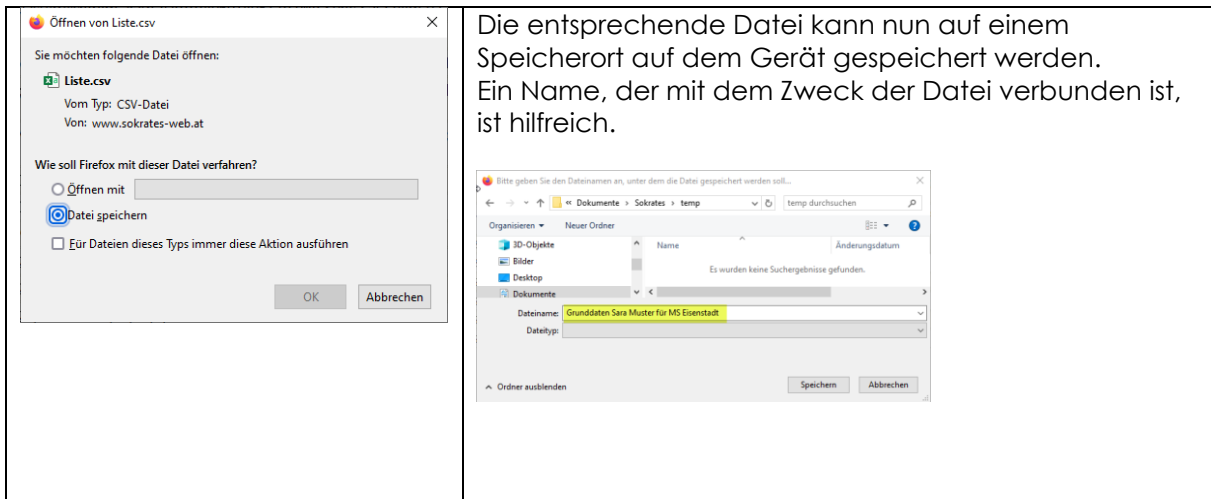 Öffnen von Liste.csv
Sie möchten folgende Datei öffnen:
Liste.csv
Vom Typ: CSV-Datei
Von: www.sokrates-web.at
Wie soll Firefox mit dieser Datei verfahren?
Öffnen mit
Datei speichern
Für Dateien dieses Typs immer diese Aktion ausführen
OK Abbrechen
Die entsprechende Datei kann nun auf einem
Speicherort auf dem Gerät gespeichert werden.
Ein Name, der mit dem Zweck der Datei verbunden ist,
ist hilfreich.
Bitte geben Sie den Dateinamen an, unter dem die Datei gespeichert werden soll...
« Dokumente › Sokrates › temp temp durchsuchen
Organisieren Neuer Ordner
3D-Objekte Name Änderungsdatum
Bilder Es wurden keine Suchergebnisse gefunden.
Desktop
Dokumente
Dateiname: Grunddaten Sara Muster für MS Eisenstadt
Dateityp:
Ordner ausblenden Speichern Abbrechen